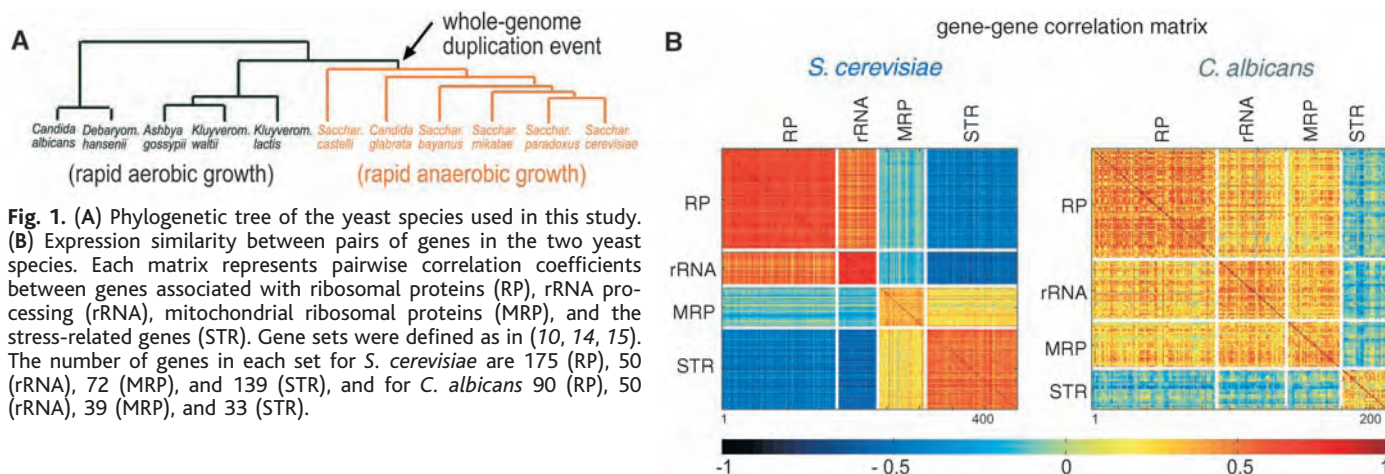 A
whole-genome
duplication event
Candida
albicans
Debaryom.
hansenii
Ashbya
gossypii
Kluyverom.
waltii
Kluyverom.
lactis
Sacchar.
castelli
Candida
glabrata
Sacchar.
bayanus
Sacchar.
mikatae
Sacchar.
paradoxus
Sacchar.
cerevisiae
(rapid aerobic growth)
(rapid anaerobic growth)
Fig. 1. (A) Phylogenetic tree of the yeast species used in this study.
(B) Expression similarity between pairs of genes in the two yeast
species. Each matrix represents pairwise correlation coefficients
between genes associated with ribosomal proteins (RP), rRNA pro-
cessing (rRNA), mitochondrial ribosomal proteins (MRP), and the
stress-related genes (STR). Gene sets were defined as in (10, 14, 15).
The number of genes in each set for S. cerevisiae are 175 (RP), 50
(rRNA), 72 (MRP), and 139 (STR), and for C. albicans 90 (RP), 50
(rRNA), 39 (MRP), and 33 (STR).
B
gene-gene correlation matrix
S. cerevisiae
RP
rRNA
MRP
STR
RP
rRNA
MRP
STR
1
400
C. albicans
RP
rRNA
MRP
STR
RP
rRNA
MRP
STR
1
200
-1
- 0.5
0
0.5
1